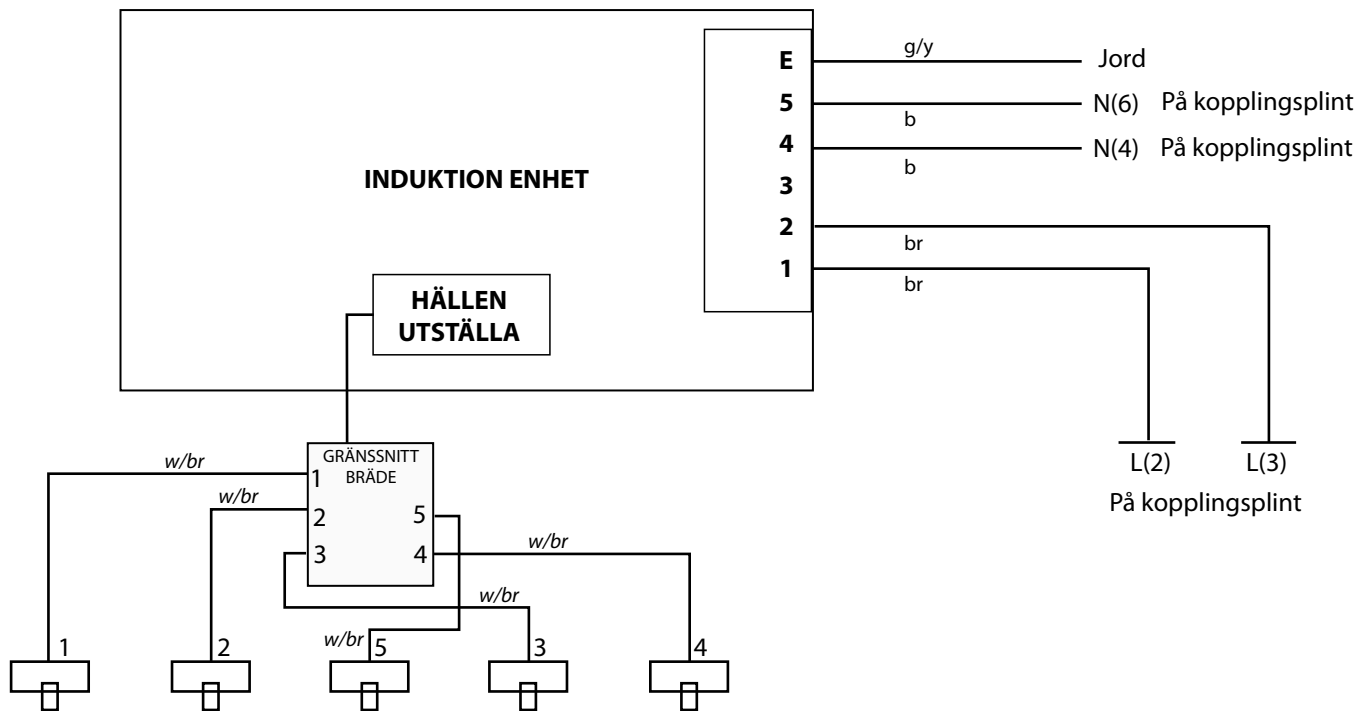 E
g/y
Jord
5
b
N(6) På kopplingsplint
4
b
N(4) På kopplingsplint
INDUKTION ENHET
3
2
br
1
br
HÄLLEN
UTSTÄLLA
L(2)
L(3)
På kopplingsplint
GRÄNSSNITT
BRÄDE
w/br
1
w/br
2
5
3
4
w/br
w/br
w/br
1
2
5
3
4